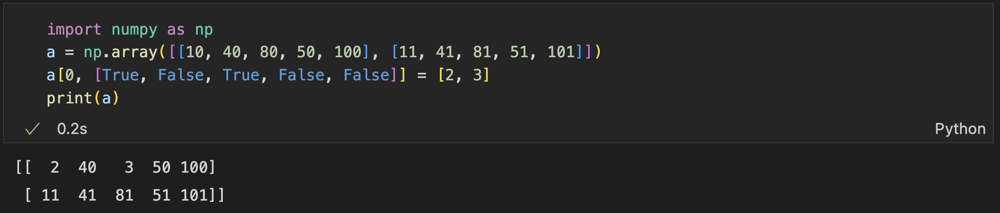 import numpy as np
a = np.array([[10, 40, 80, 50, 100], [11, 41, 81, 51, 101]])
a[0, [True, False, True, False, False]] = [2, 3]
print(a)
0.2s
Python
[[  2  40   3  50 100]
 [ 11  41  81  51 101]]